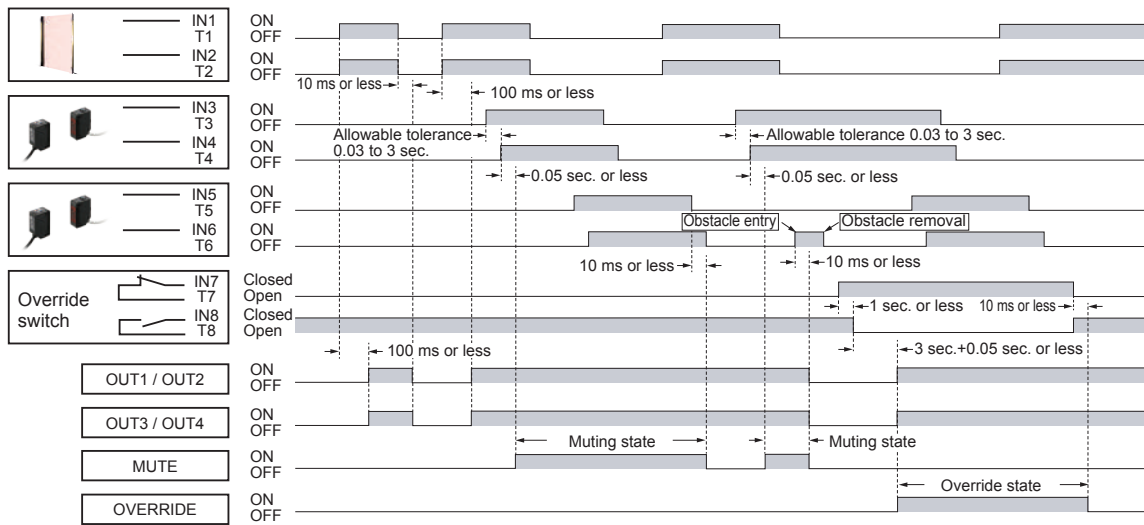 IN1
T1
IN2
T2
ON
OFF
ON
OFF
10 ms or less
100 ms or less
IN3
T3
IN4
T4
ON
OFF
ON
OFF
Allowable tolerance
0.03 to 3 sec.
Allowable tolerance 0.03 to 3 sec.
0.05 sec. or less
0.05 sec. or less
IN5
T5
IN6
T6
ON
OFF
ON
OFF
Obstacle entry
Obstacle removal
10 ms or less
10 ms or less
Override
switch
IN7
T7
IN8
T8
Closed
Open
Closed
Open
1 sec. or less
10 ms or less
100 ms or less
3 sec.+0.05 sec. or less
OUT1 / OUT2
ON
OFF
OUT3 / OUT4
ON
OFF
Muting state
Muting state
MUTE
ON
OFF
Override state
OVERRIDE
ON
OFF